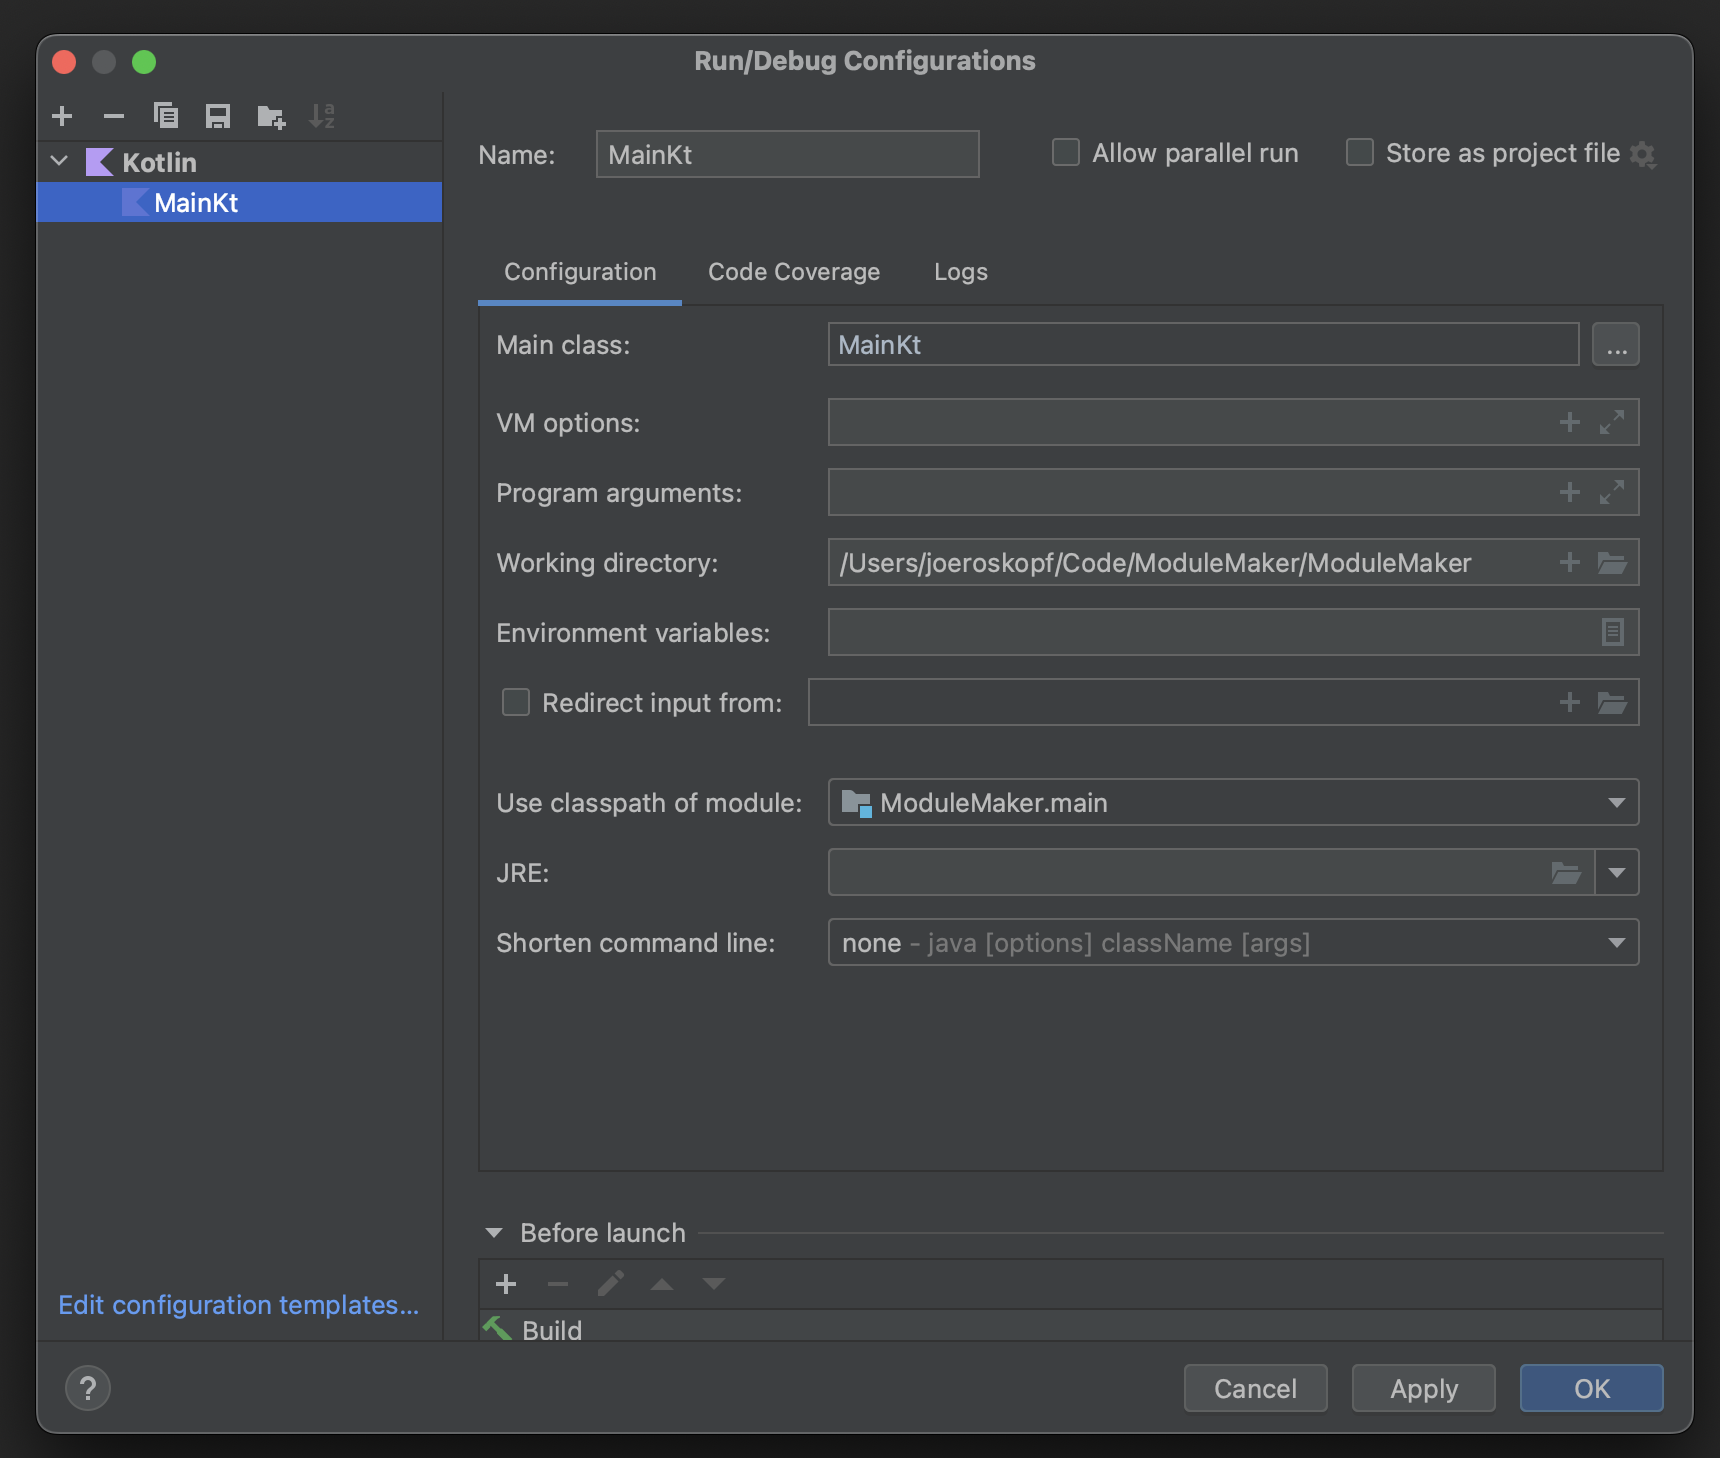 Run/Debug Configurations
Kotlin
MainKt
Name: MainKt
Allow parallel run
Store as project file
Configuration Code Coverage Logs
Main class: MainKt ...
VM options:
Program arguments:
Working directory: /Users/joeroskopf/Code/ModuleMaker/ModuleMaker
Environment variables:
Redirect input from:
Use classpath of module: ModuleMaker.main
JRE:
Shorten command line: none - java [options] className [args]
Before launch
Build
Edit configuration templates...
?
Cancel Apply OK